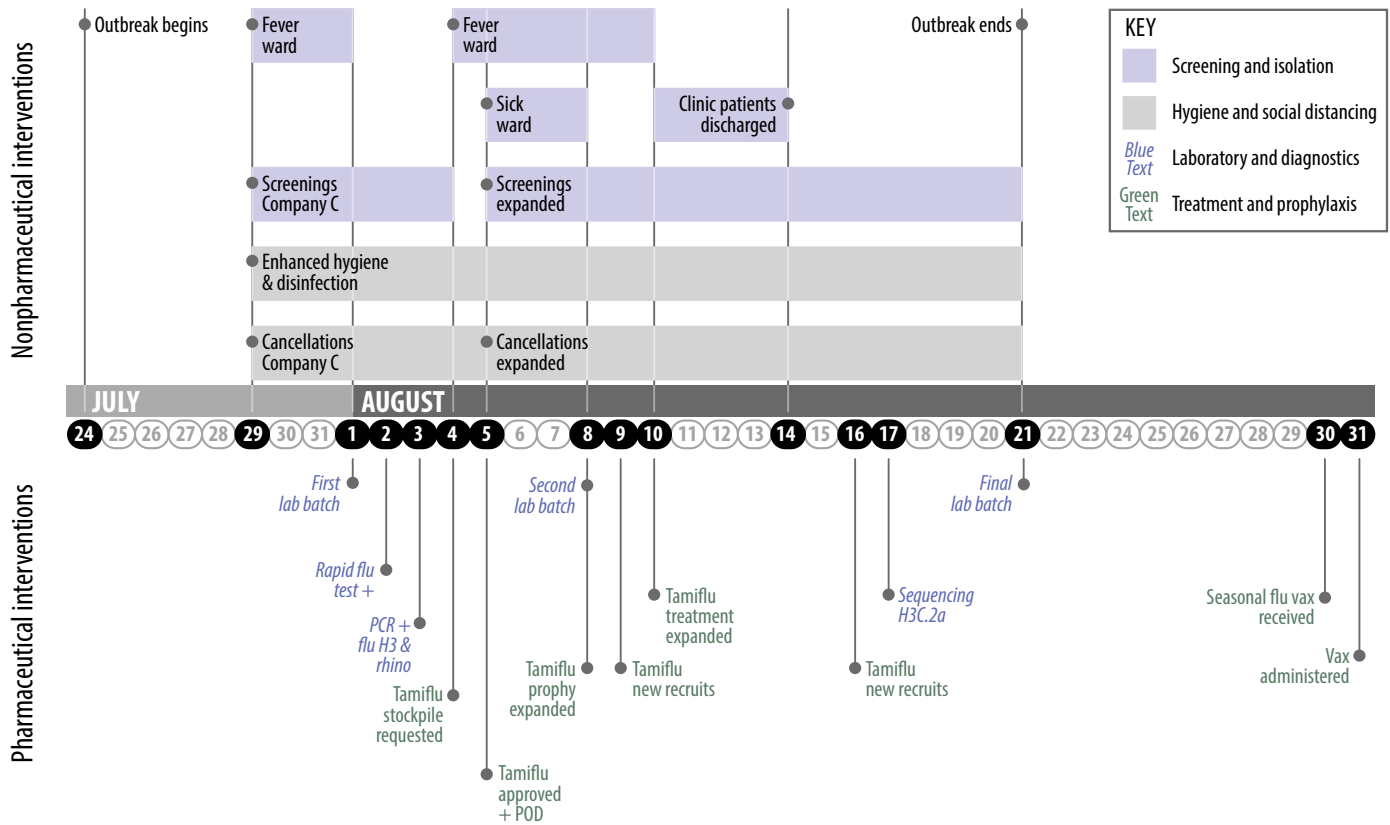 Nonpharmaceutical interventions
Outbreak begins
Fever
ward
Fever
ward
Outbreak ends
Sick
ward
Clinic patients
discharged
Screenings
Company C
Screenings
expanded
Enhanced hygiene
& disinfection
Cancellations
Company C
Cancellations
expanded
KEY
Screening and isolation
Hygiene and social distancing
Blue
Text
Laboratory and diagnostics
Green
Text
Treatment and prophylaxis
JULY AUGUST
24 25 26 27 28 29 30 31 1 2 3 4 5 6 7 8 9 10 11 12 13 14 15 16 17 18 19 20 21 22 23 24 25 26 27 28 29 30 31
Pharmaceutical interventions
First
lab batch
Rapid flu
test +
PCR +
flu H3 &
rhino
Tamiflu
stockpile
requested
Tamiflu
approved
+ POD
Second
lab batch
Tamiflu
prophy
expanded
Tamiflu
new recruits
Tamiflu
treatment
expanded
Tamiflu
new recruits
Sequencing
H3C.2a
Final
lab batch
Seasonal flu vax
received
Vax
administered